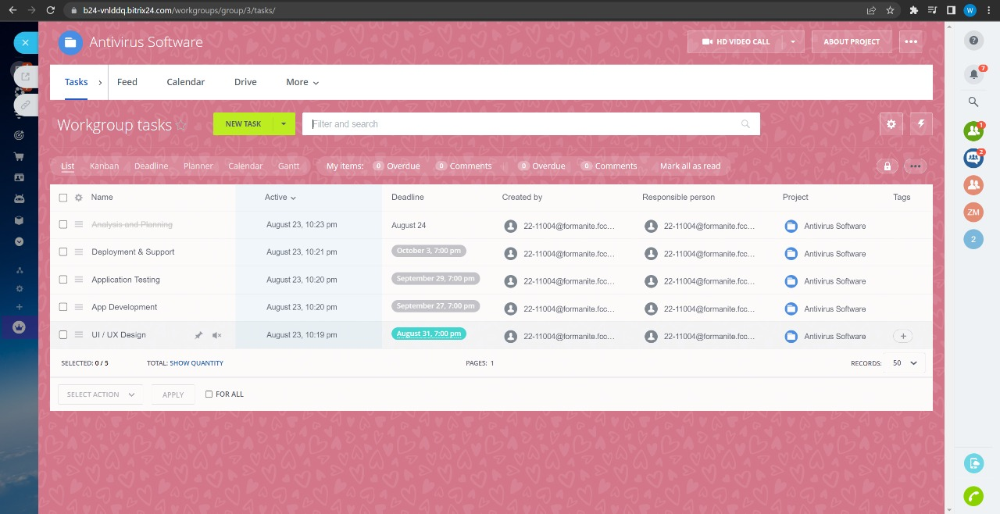 b24-vnlddq.bitrix24.com/workgroups/group/3/tasks/
W
Antivirus Software
HD VIDEO CALL
ABOUT PROJECT
Tasks
Feed
Calendar
Drive
More
7
Workgroup tasks
NEW TASK
Filter and search
1
2
List Kanban Deadline Planner Calendar Gantt
My items: 0 Overdue 0 Comments 0 Overdue 0 Comments Mark all as read
Name Active Deadline Created by Responsible person Project Tags
Analysis and Planning August 23, 10:23 pm August 24 22-11004@formanite.fcc... 22-11004@formanite.fcc... Antivirus Software
Deployment & Support August 23, 10:21 pm October 3, 7:00 pm 22-11004@formanite.fcc... 22-11004@formanite.fcc... Antivirus Software
Application Testing August 23, 10:20 pm September 29, 7:00 pm 22-11004@formanite.fcc... 22-11004@formanite.fcc... Antivirus Software
App Development August 23, 10:20 pm September 27, 7:00 pm 22-11004@formanite.fcc... 22-11004@formanite.fcc... Antivirus Software
UI / UX Design August 23, 10:19 pm August 31, 7:00 pm 22-11004@formanite.fcc... 22-11004@formanite.fcc... Antivirus Software
ZM
2
SELECTED: 0 / 5 TOTAL: SHOW QUANTITY PAGES: 1 RECORDS: 50
SELECT ACTION APPLY FOR ALL